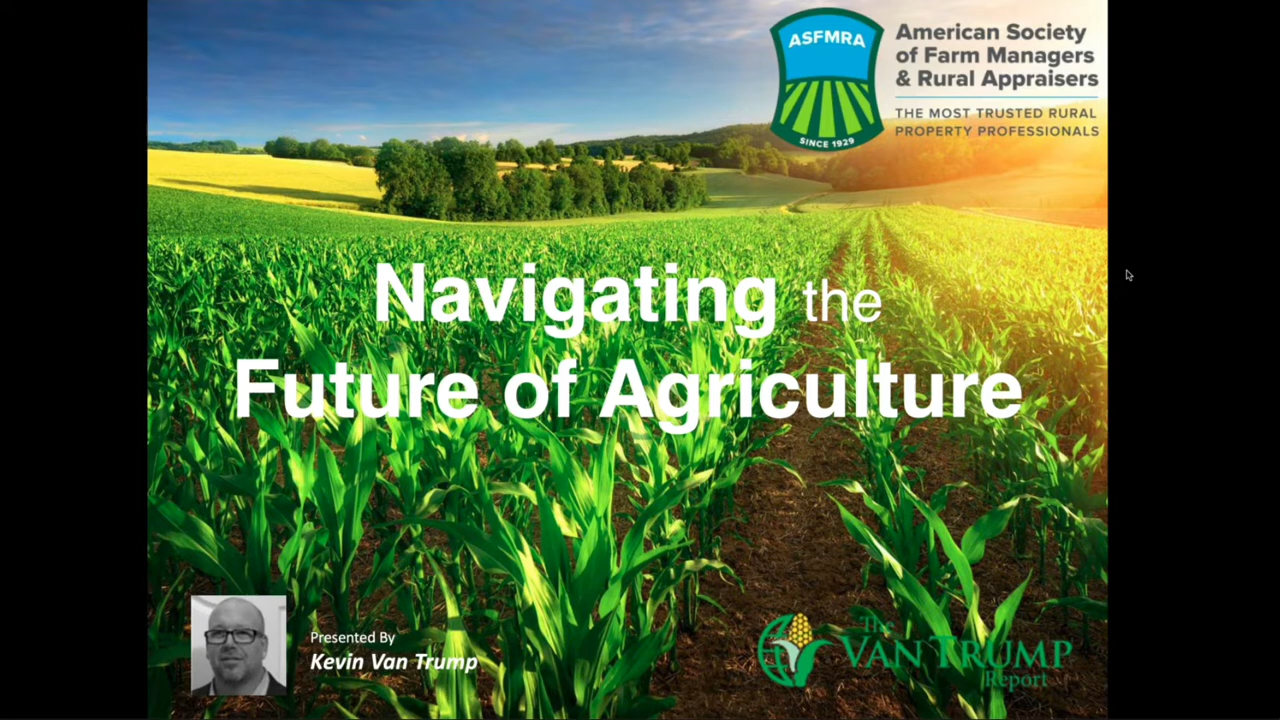 ASFMRA
SINCE 1929
American Society
of Farm Managers
& Rural Appraisers
THE MOST TRUSTED RURAL
PROPERTY PROFESSIONALS
Navigating the
Future of Agriculture
Presented By
Kevin Van Trump
The
VAN TRUMP
Report